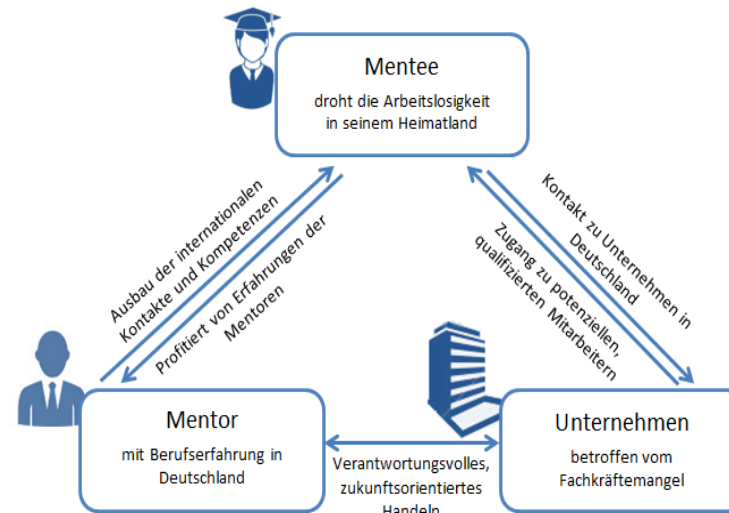 Mentee
droht die Arbeitslosigkeit
in seinem Heimatland
Ausbau der internationalen
Kontakte und Kompetenzen
Profitiert von Erfahrungen der
Mentoren
Kontakt zu Unternehmen in
Deutschland
Zugang zu potenziellen,
qualifizierten Mitarbeitern
Mentor
mit Berufserfahrung in
Deutschland
Verantwortungsvolles,
zukunftsorientiertes
Handeln
Unternehmen
betroffen vom
Fachkräftemangel